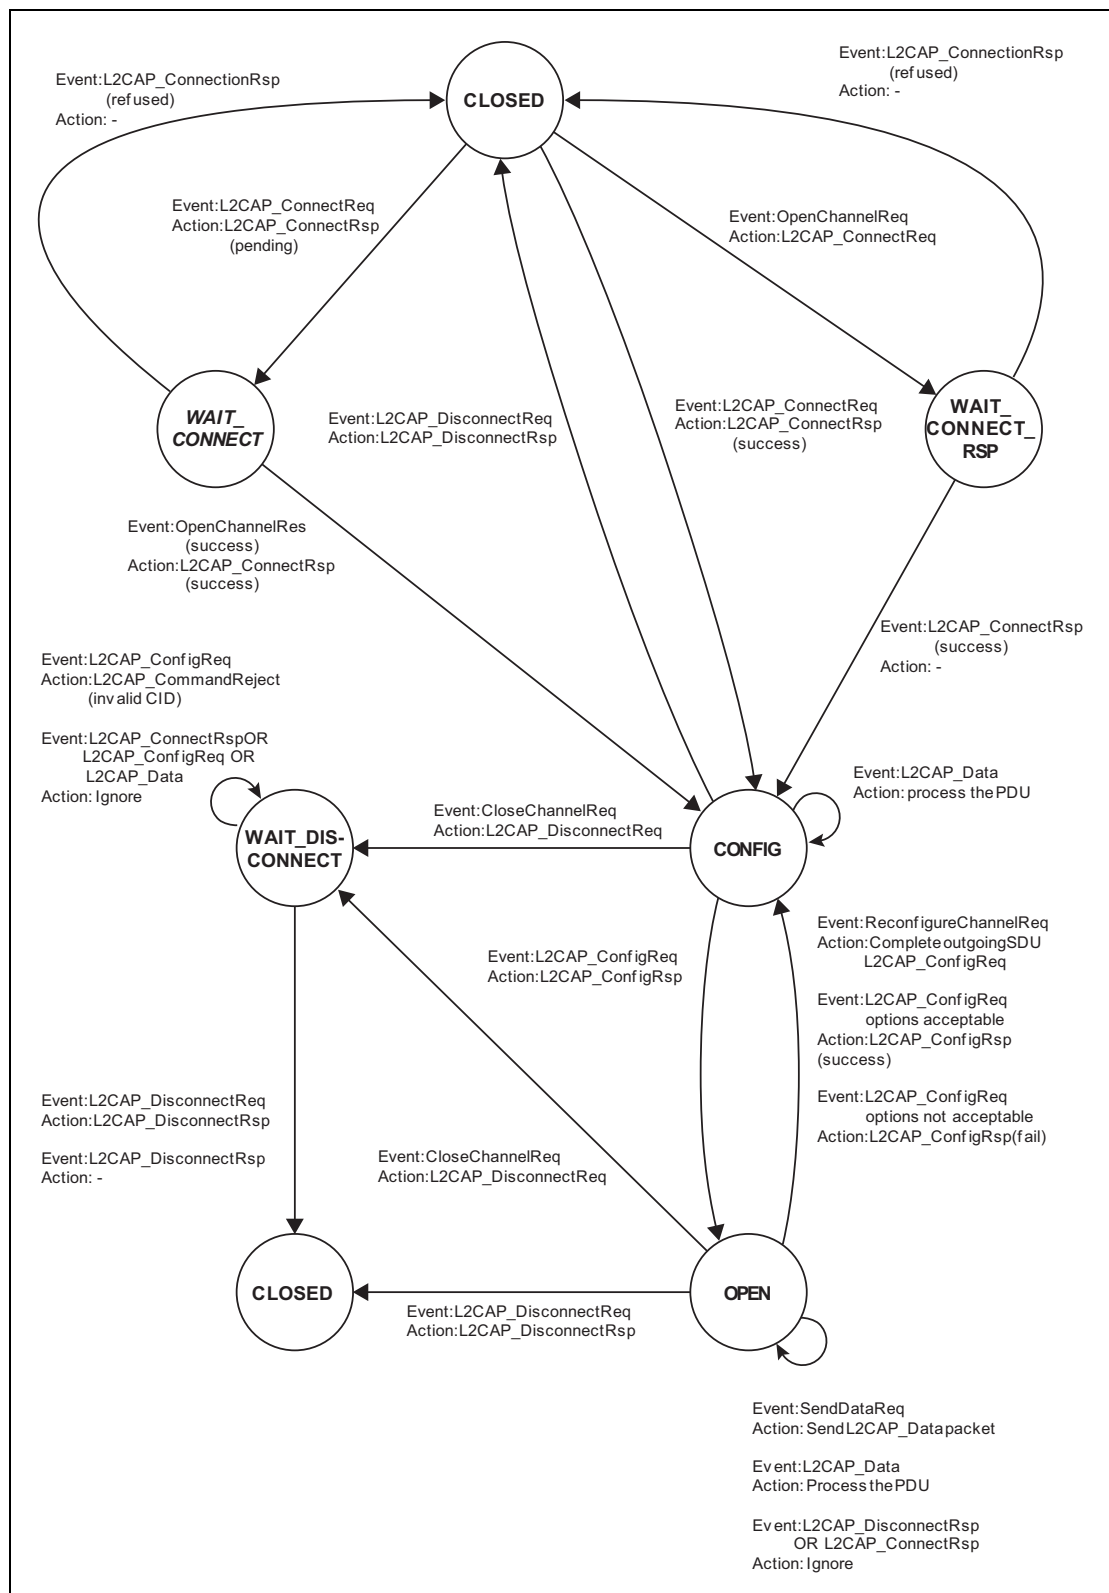 Event:L2CAP_ConnectionRsp
(refused)
Action: -
CLOSED
Event:L2CAP_ConnectionRsp
(refused)
Action: -
Event:L2CAP_ConnectReq
Action:L2CAP_ConnectRsp
(pending)
Event:OpenChannelReq
Action:L2CAP_ConnectReq
WAIT_
CONNECT
Event:L2CAP_DisconnectReq
Action:L2CAP_DisconnectRsp
Event:L2CAP_ConnectReq
Action:L2CAP_ConnectRsp
(success)
WAIT_
CONNECT_
RSP
Event:OpenChannelRes
(success)
Action:L2CAP_ConnectRsp
(success)
Event:L2CAP_ConnectRsp
(success)
Action: -
Event:L2CAP_ConfigReq
Action:L2CAP_CommandReject
(invalid CID)
Event:L2CAP_ConnectRspOR
L2CAP_ConfigReq OR
L2CAP_Data
Action: Ignore
Event:L2CAP_Data
Action: process the PDU
WAIT_DIS-
CONNECT
Event:CloseChannelReq
Action:L2CAP_DisconnectReq
CONFIG
Event:L2CAP_ConfigReq
Action:L2CAP_ConfigRsp
Event:ReconfigureChannelReq
Action:Complete outgoing SDU
L2CAP_ConfigReq
Event:L2CAP_ConfigReq
options acceptable
Action:L2CAP_ConfigRsp
(success)
Event:L2CAP_ConfigReq
options not acceptable
Action:L2CAP_ConfigRsp(fail)
Event:L2CAP_DisconnectReq
Action:L2CAP_DisconnectRsp
Event:L2CAP_DisconnectRsp
Action: -
Event:CloseChannelReq
Action:L2CAP_DisconnectReq
CLOSED
Event:L2CAP_DisconnectReq
Action:L2CAP_DisconnectRsp
OPEN
Event:SendDataReq
Action: Send L2CAP_Data packet
Event:L2CAP_Data
Action: Process the PDU
Event:L2CAP_DisconnectRsp
OR L2CAP_ConnectRsp
Action: Ignore